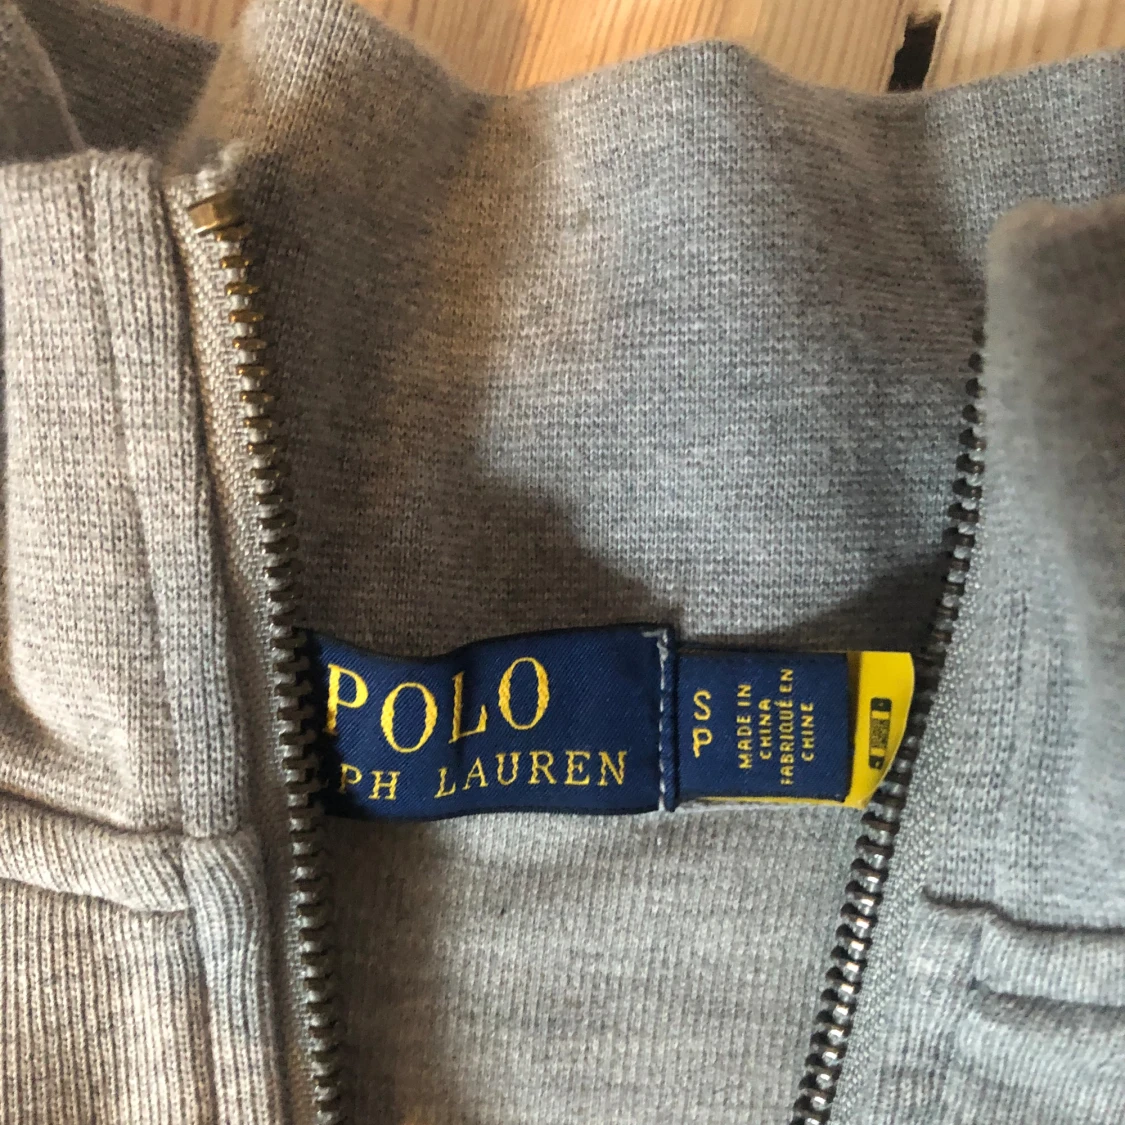 POLO
PH LAUREN
S
P
MADE IN
CHINA
FABRIQUÉ EN
CHINE